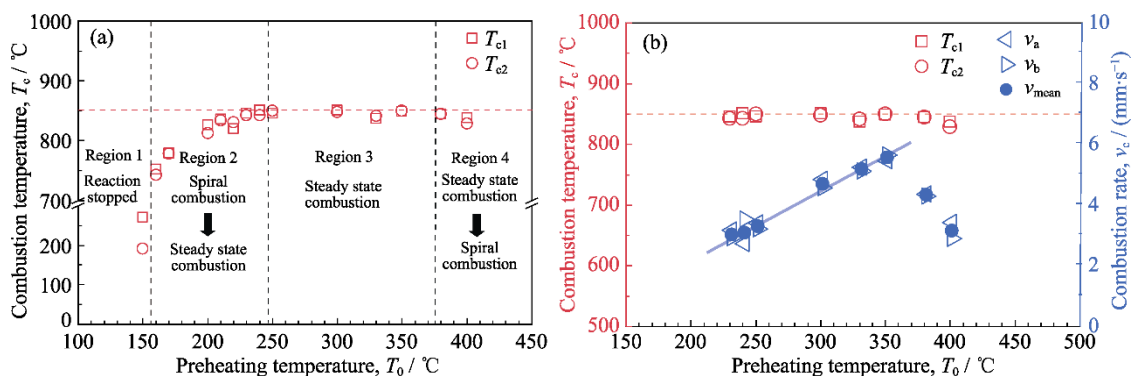 (a)
Combustion temperature, T_c / ℃
1000
900
800
700
200
100
0
T_c1
T_c2
Region 1
Reaction stopped
Region 2
Spiral combustion
Steady state combustion
Region 3
Steady state combustion
Region 4
Steady state combustion
Spiral combustion
100 150 200 250 300 350 400 450
Preheating temperature, T_0 / ℃
(b)
Combustion temperature, T_c / ℃
1000
900
800
700
600
500
T_c1
T_c2
v_a
v_b
v_mean
10
8
6
4
2
0
Combustion rate, v_c / (mm·s⁻¹)
150 200 250 300 350 400 450 500
Preheating temperature, T_0 / ℃